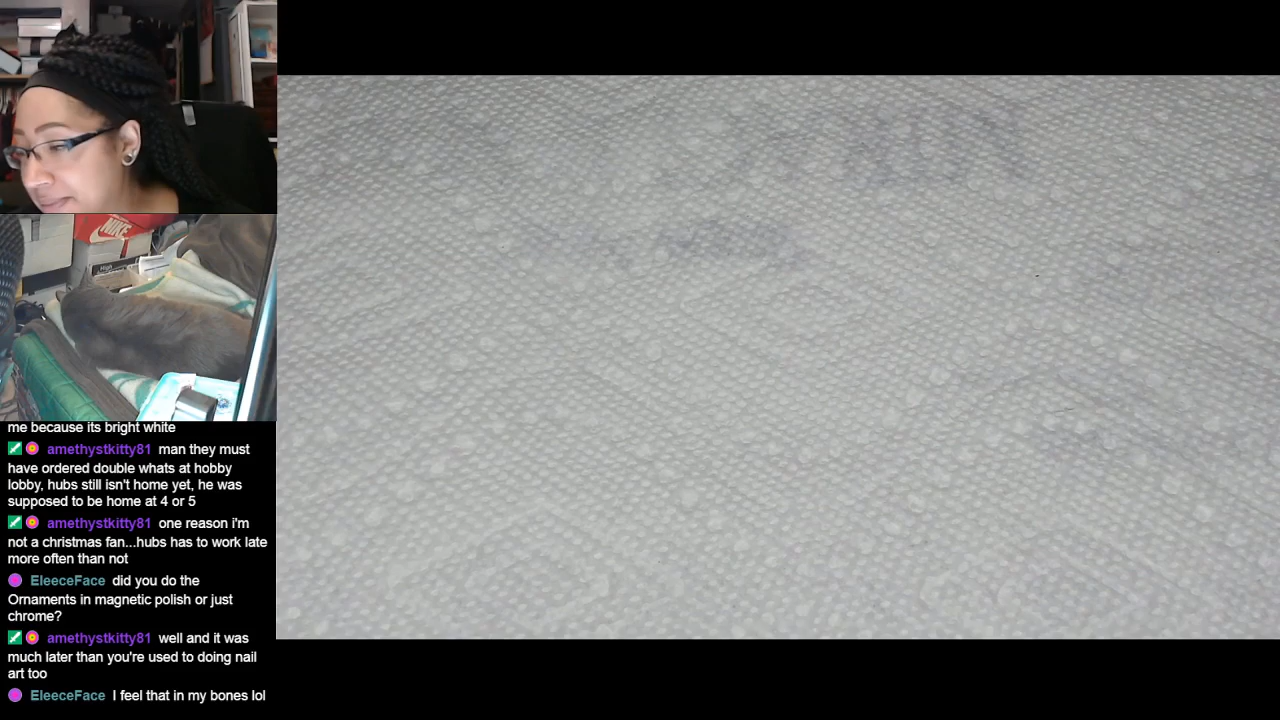 NIKE
High
me because its bright white
amethystkitty81 man they must
have ordered double whats at hobby
lobby, hubs still isn't home yet, he was
supposed to be home at 4 or 5
amethystkitty81 one reason i'm
not a christmas fan...hubs has to work late
more often than not
EleeceFace did you do the
Ornaments in magnetic polish or just
chrome?
amethystkitty81 well and it was
much later than you're used to doing nail
art too
EleeceFace I feel that in my bones lol